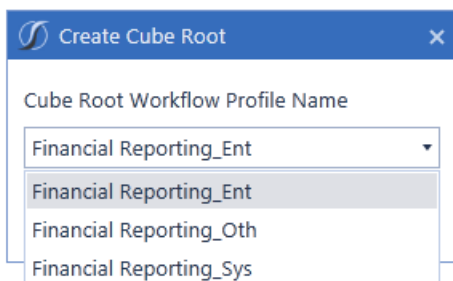 Create Cube Root
Cube Root Workflow Profile Name
Financial Reporting_Ent
Financial Reporting_Ent
Financial Reporting_Oth
Financial Reporting_Sys